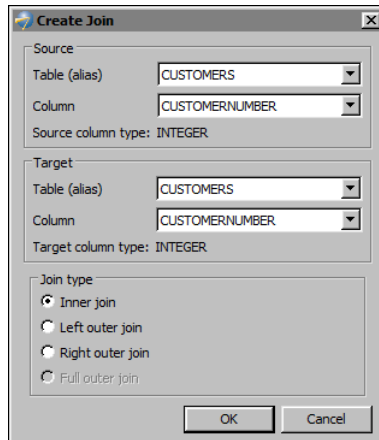 Create Join
Source
Table (alias) CUSTOMERS
Column CUSTOMERNUMBER
Source column type: INTEGER
Target
Table (alias) CUSTOMERS
Column CUSTOMERNUMBER
Target column type: INTEGER
Join type
Inner join
Left outer join
Right outer join
Full outer join
OK Cancel